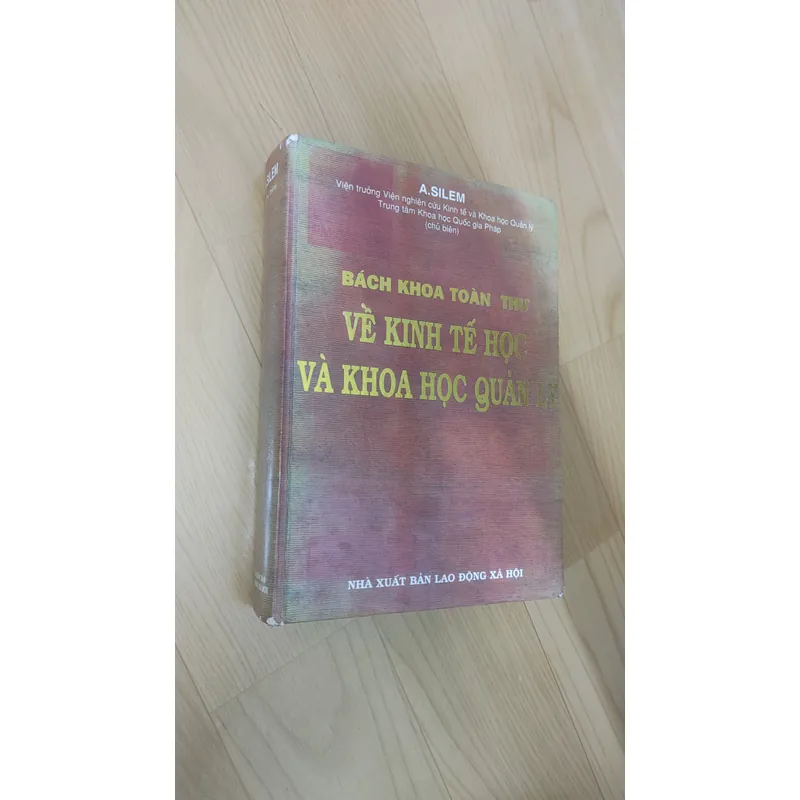 A.SILEM
Viện trưởng Viện nghiên cứu Kinh tế và Khoa học Quản lý
Trung tâm Khoa học Quốc gia Pháp
(chủ biên)
BÁCH KHOA TOÀN THƯ
VỀ KINH TẾ HỌC
VÀ KHOA HỌC QUẢN LÝ
NHÀ XUẤT BẢN LAO ĐỘNG XÃ HỘI
SILEM